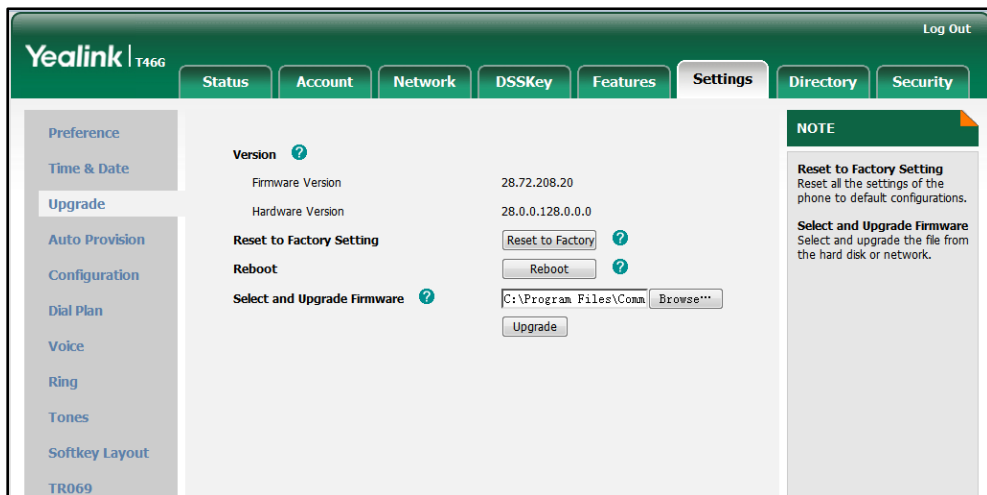 Log Out
Yealink | T46G
Status
Account
Network
DSSKey
Features
Settings
Directory
Security
Preference
Time & Date
Upgrade
Auto Provision
Configuration
Dial Plan
Voice
Ring
Tones
Softkey Layout
TR069
Version ?
Firmware Version 28.72.208.20
Hardware Version 28.0.0.128.0.0.0
Reset to Factory Setting Reset to Factory ?
Reboot Reboot ?
Select and Upgrade Firmware ? C:\Program Files\Comm Browse···
Upgrade
NOTE
Reset to Factory Setting
Reset all the settings of the
phone to default configurations.
Select and Upgrade Firmware
Select and upgrade the file from
the hard disk or network.